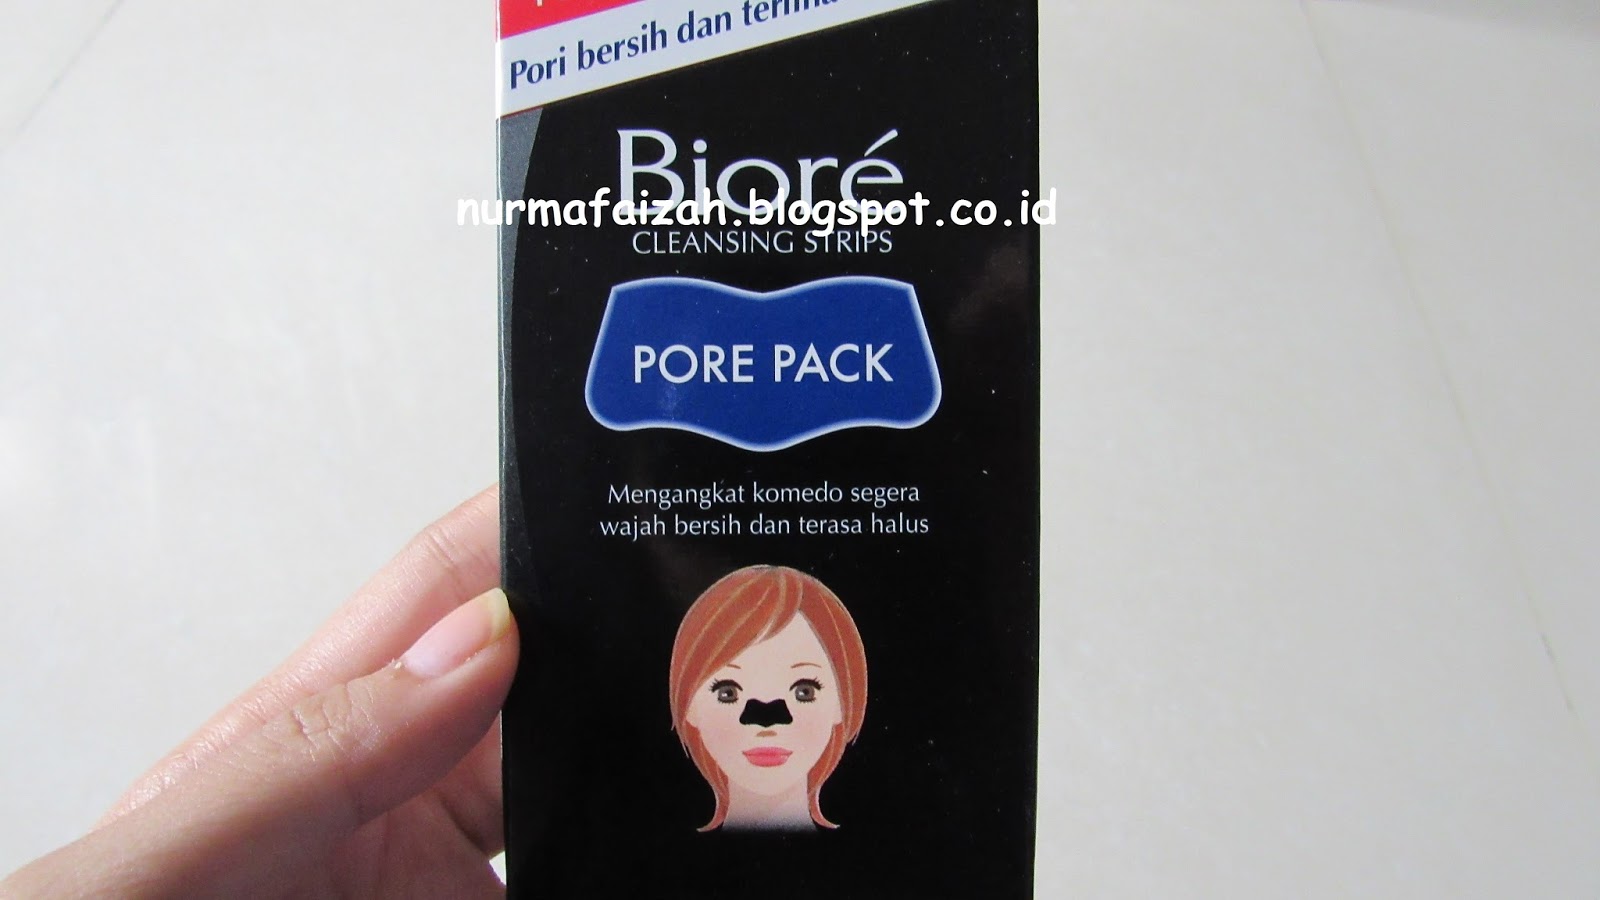 Pori bersih dan
Bioré
nurmafaizah.blogspot.co.id
CLEANSING STRIPS
PORE PACK
Mengangkat komedo segera
wajah bersih dan terasa halus